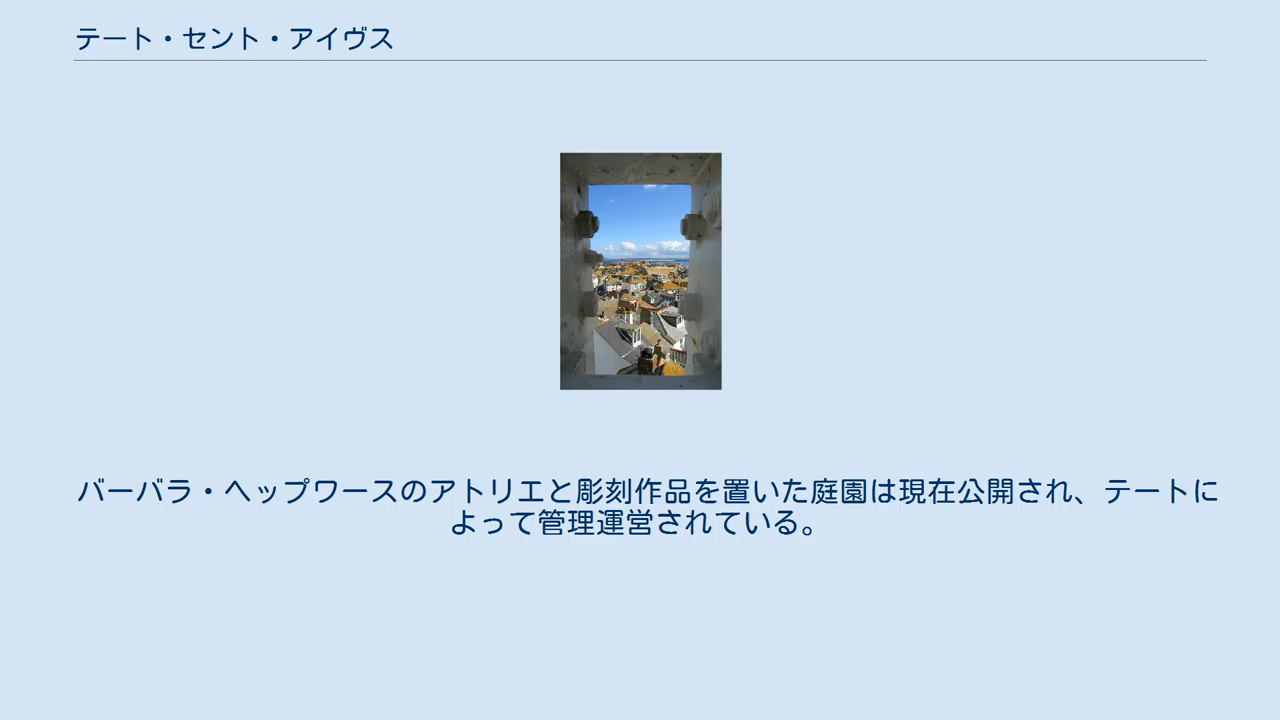 テート・セント・アイヴス
バーバラ・ヘップワースのアトリエと彫刻作品を置いた庭園は現在公開され、テートに
よって管理運営されている。